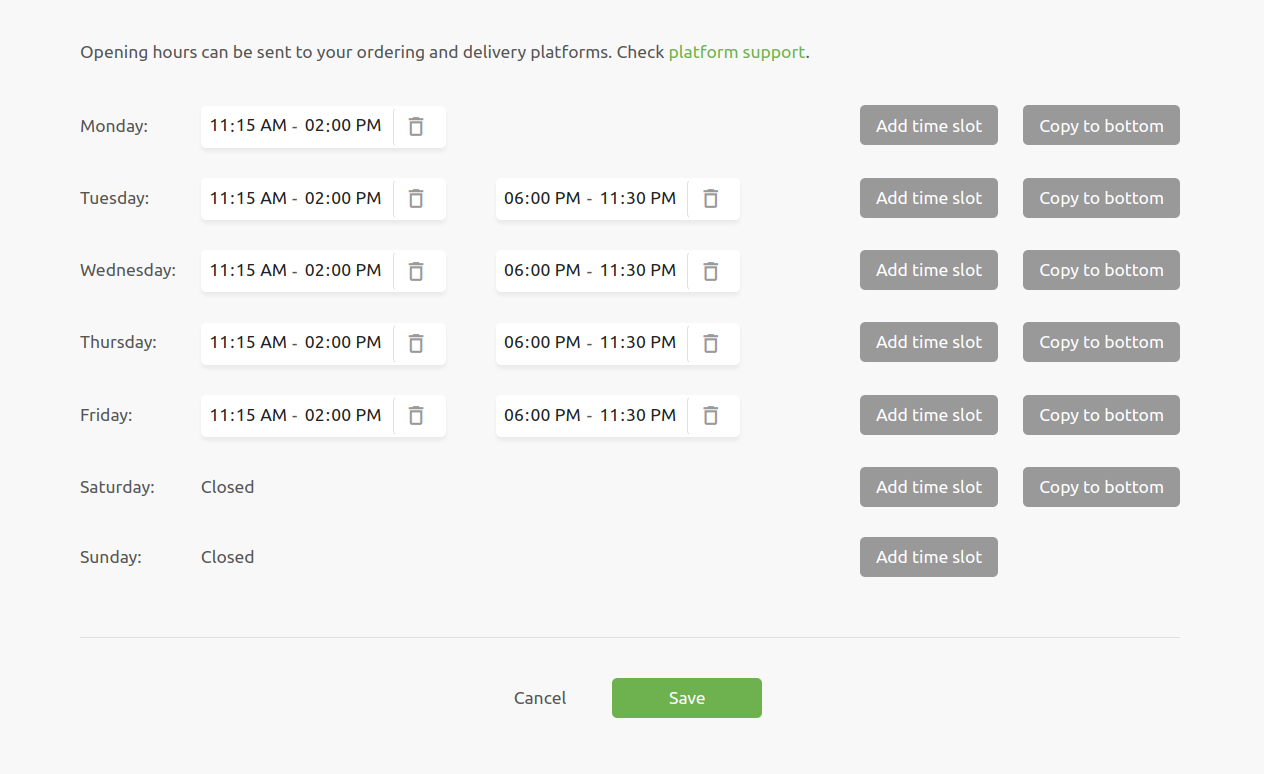 Opening hours can be sent to your ordering and delivery platforms. Check platform support.
Monday: 11:15 AM - 02:00 PM Add time slot Copy to bottom
Tuesday: 11:15 AM - 02:00 PM 06:00 PM - 11:30 PM Add time slot Copy to bottom
Wednesday: 11:15 AM - 02:00 PM 06:00 PM - 11:30 PM Add time slot Copy to bottom
Thursday: 11:15 AM - 02:00 PM 06:00 PM - 11:30 PM Add time slot Copy to bottom
Friday: 11:15 AM - 02:00 PM 06:00 PM - 11:30 PM Add time slot Copy to bottom
Saturday: Closed Add time slot Copy to bottom
Sunday: Closed Add time slot
Cancel Save